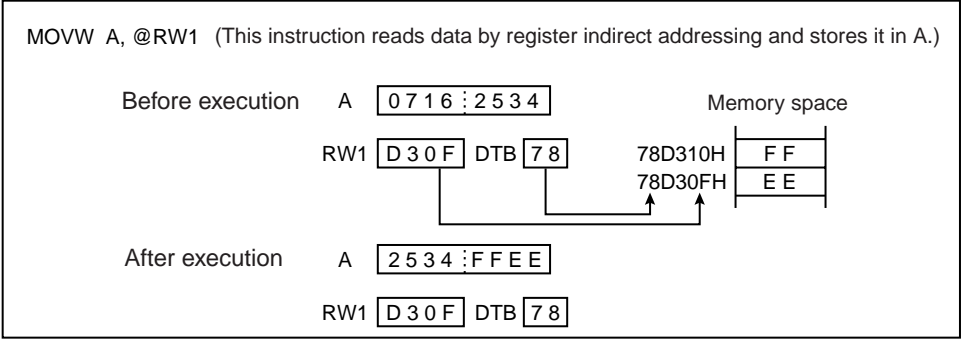 MOVW A, @RW1 (This instruction reads data by register indirect addressing and stores it in A.)
Before execution A 0716 2534 Memory space
RW1 D30F DTB 78 78D310H FF
78D30FH EE
After execution A 2534 FFEE
RW1 D30F DTB 78